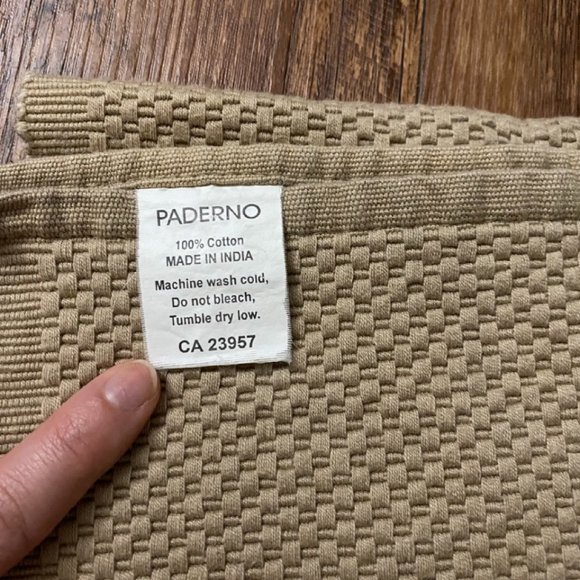 PADERNO
100% Cotton
MADE IN INDIA
Machine wash cold,
Do not bleach,
Tumble dry low.
CA 23957